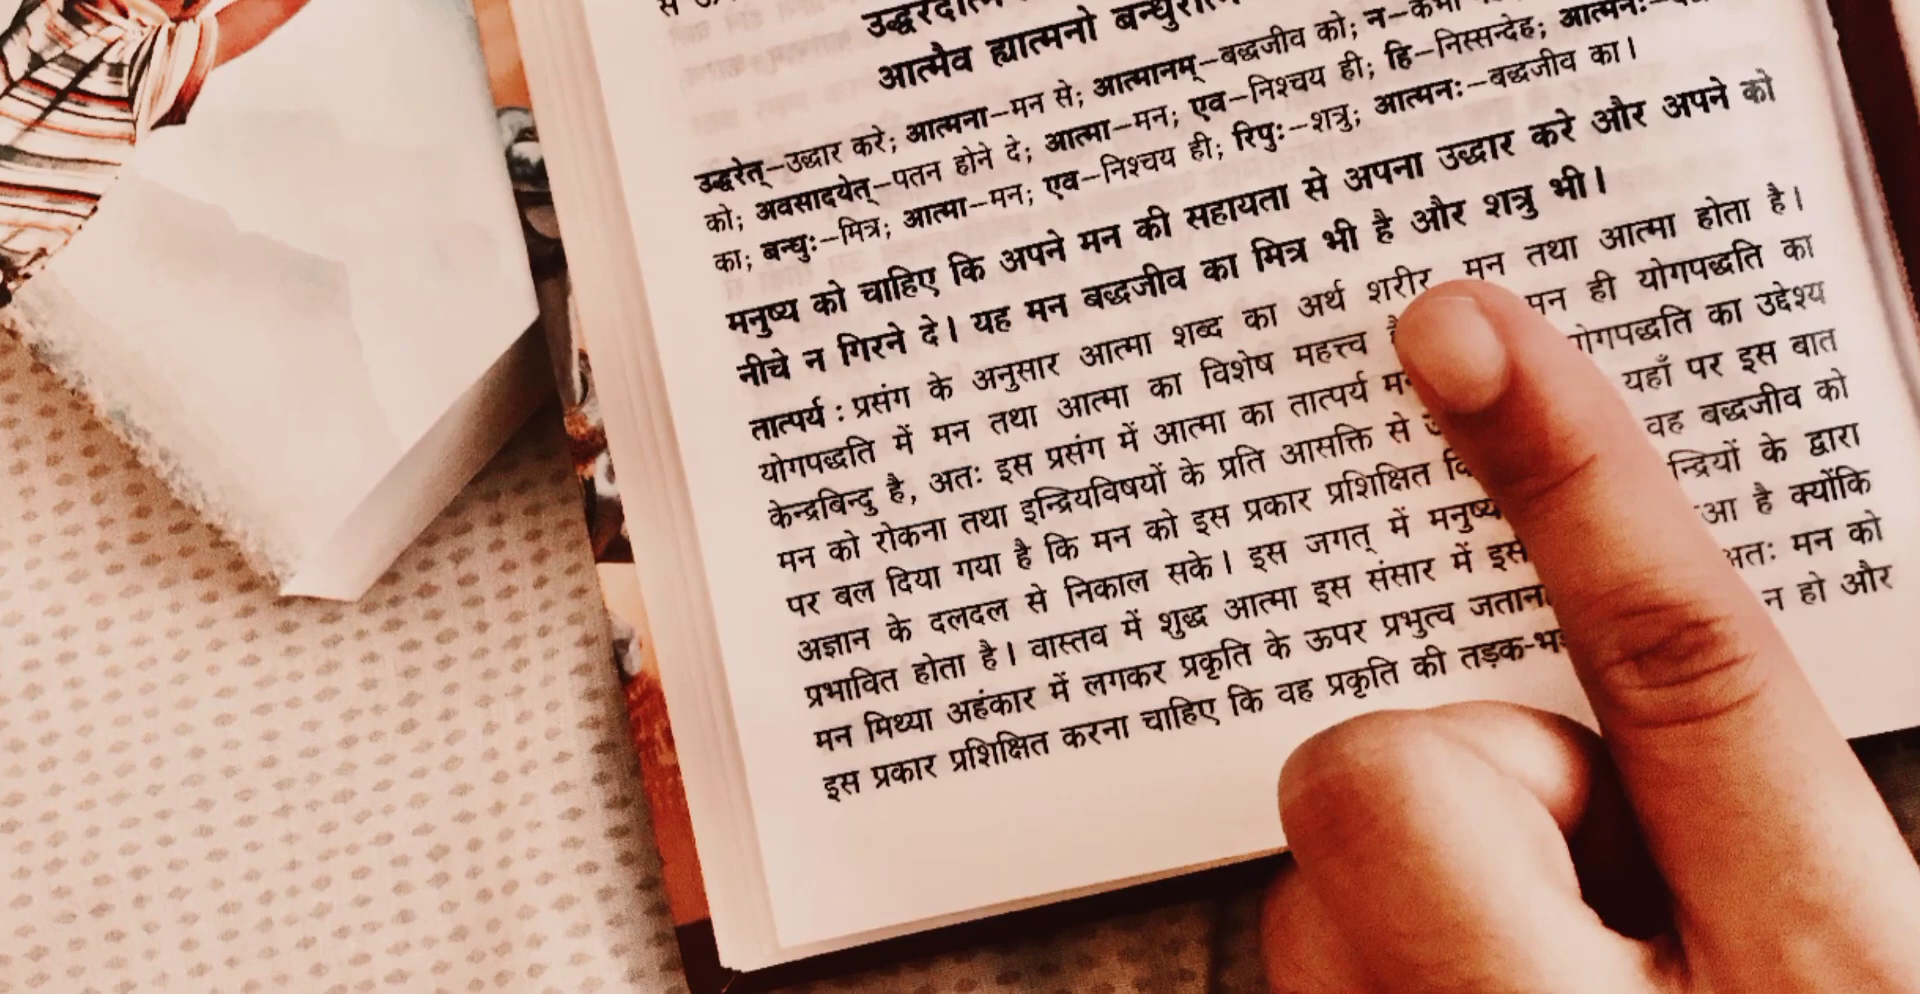 आत्मैव ह्यात्मनो
उद्धरेत्–उद्धार करे; आत्मना–मन से; आत्मानम्–बद्धजीव को; न–कभी
को; अवसादयेत्–पतन होने दे; आत्मा–मन; एव–निश्चय ही; हि–निस्सन्देह; आत्मनः–
का; बन्धुः–मित्र; आत्मा–मन; एव–निश्चय ही; रिपुः–शत्रु; आत्मनः–बद्धजीव का।
मनुष्य को चाहिए कि अपने मन की सहायता से अपना उद्धार करे और अपने को
नीचे न गिरने दे। यह मन बद्धजीव का मित्र भी है और शत्रु भी।
तात्पर्य : प्रसंग के अनुसार आत्मा शब्द का अर्थ शरीर मन तथा आत्मा होता है।
योगपद्धति में मन तथा आत्मा का विशेष महत्त्व मन ही योगपद्धति का
केन्द्रबिन्दु है, अतः इस प्रसंग में आत्मा का तात्पर्य योगपद्धति का उद्देश्य
मन को रोकना तथा इन्द्रियविषयों के प्रति आसक्ति से यहाँ पर इस बात
पर बल दिया गया है कि मन को इस प्रकार प्रशिक्षित वह बद्धजीव को
अज्ञान के दलदल से निकाल सके। इस जगत् में मनुष्य न्द्रियों के द्वारा
प्रभावित होता है। वास्तव में शुद्ध आत्मा इस संसार में है क्योंकि
मन मिथ्या अहंकार में लगकर प्रकृति के ऊपर प्रभुत्व अतः मन को
इस प्रकार प्रशिक्षित करना चाहिए कि वह प्रकृति की न हो और